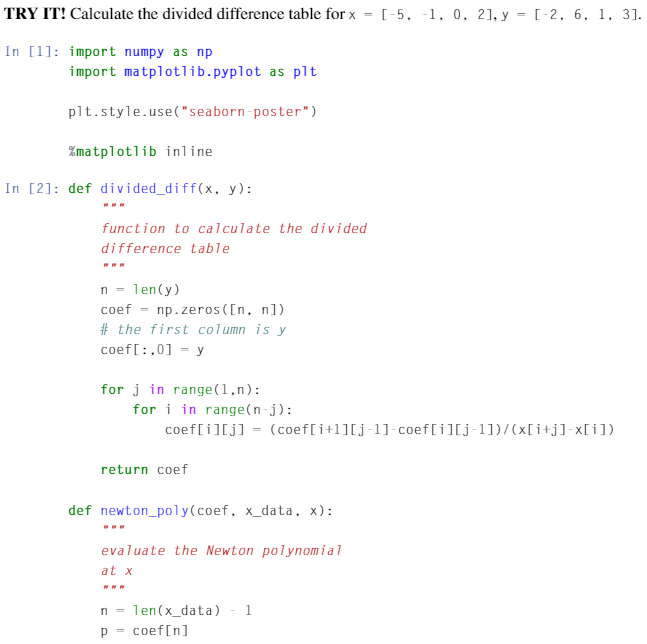 TRY IT! Calculate the divided difference table for x = [-5, -1, 0, 2], y = [-2, 6, 1, 3].
In [1]: import numpy as np
import matplotlib.pyplot as plt
plt.style.use("seaborn-poster")
%matplotlib inline
In [2]: def divided_diff(x, y):
"""
function to calculate the divided
difference table
"""
n = len(y)
coef = np.zeros([n, n])
# the first column is y
coef[:,0] = y
for j in range(1,n):
for i in range(n-j):
coef[i][j] = (coef[i+1][j-1]-coef[i][j-1])/(x[i+j]-x[i])
return coef
def newton_poly(coef, x_data, x):
"""
evaluate the Newton polynomial
at x
"""
n = len(x_data) - 1
p = coef[n]